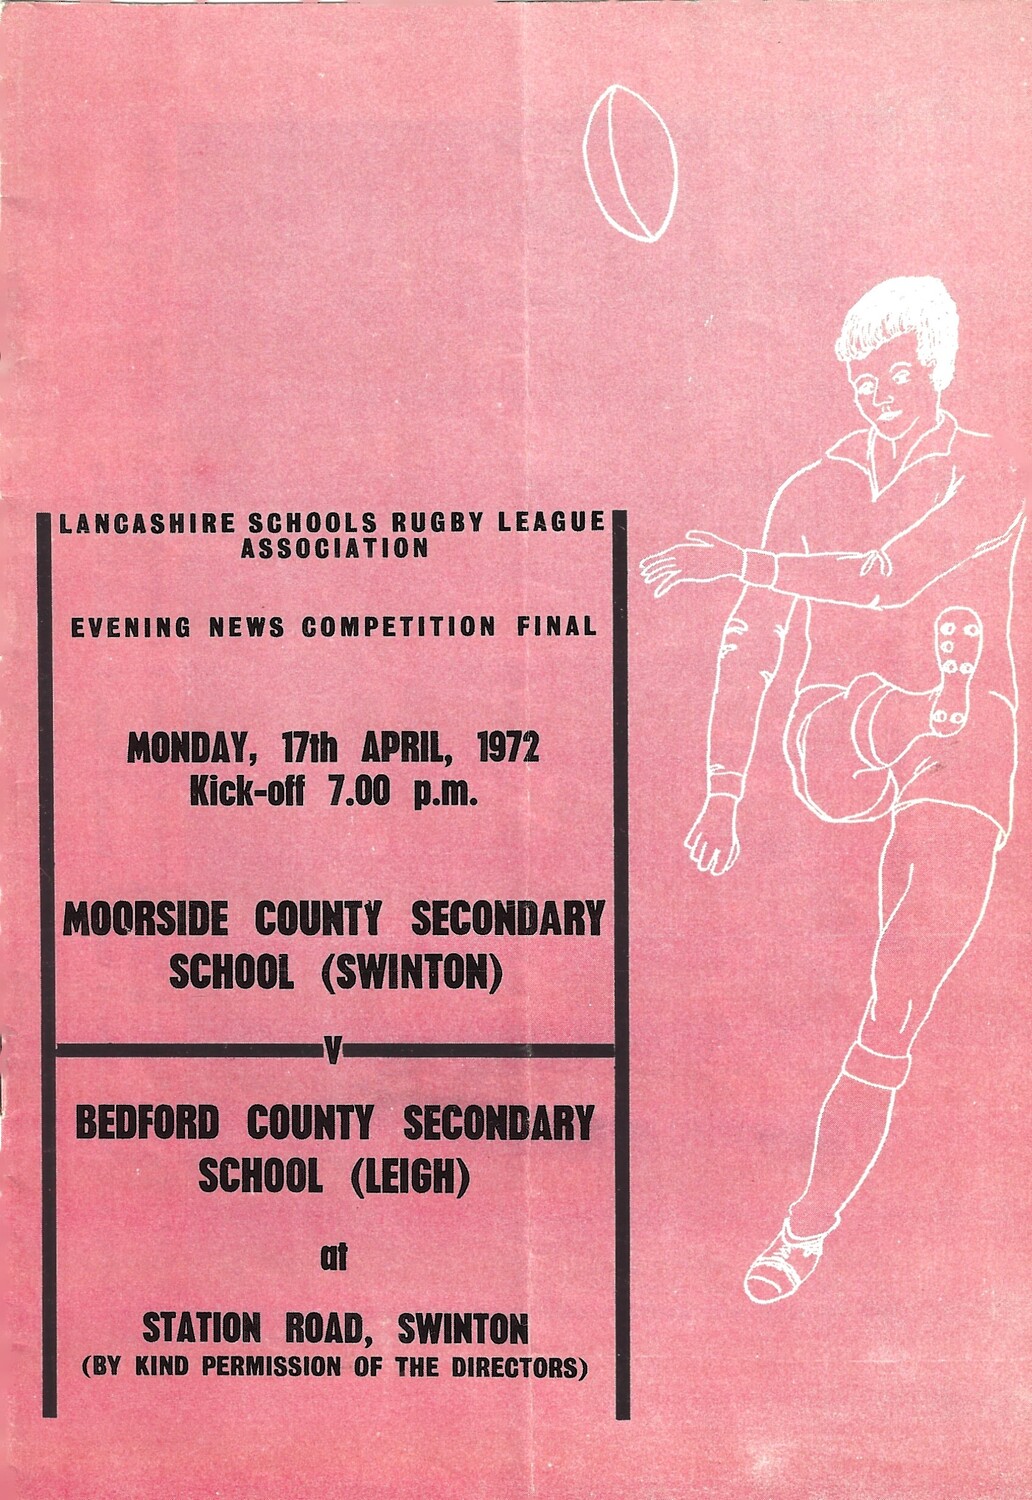 LANCASHIRE SCHOOLS RUGBY LEAGUE
ASSOCIATION
EVENING NEWS COMPETITION FINAL
MONDAY, 17th APRIL, 1972
Kick-off 7.00 p.m.
MOORSIDE COUNTY SECONDARY
SCHOOL (SWINTON)
V
BEDFORD COUNTY SECONDARY
SCHOOL (LEIGH)
at
STATION ROAD, SWINTON
(BY KIND PERMISSION OF THE DIRECTORS)